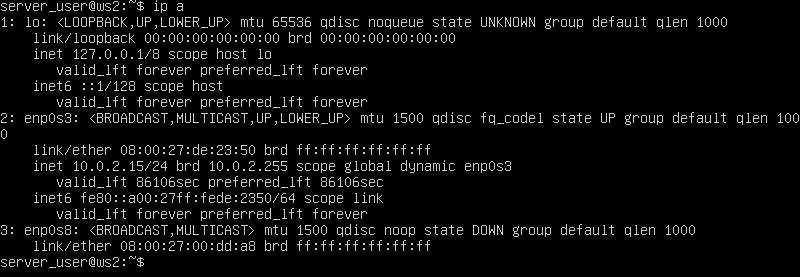 server_user@ws2:~$ ip a
1: lo: <LOOPBACK,UP,LOWER_UP> mtu 65536 qdisc noqueue state UNKNOWN group default qlen 1000
    link/loopback 00:00:00:00:00:00 brd 00:00:00:00:00:00
    inet 127.0.0.1/8 scope host lo
       valid_lft forever preferred_lft forever
    inet6 ::1/128 scope host
       valid_lft forever preferred_lft forever
2: enp0s3: <BROADCAST,MULTICAST,UP,LOWER_UP> mtu 1500 qdisc fq_codel state UP group default qlen 100
0
    link/ether 08:00:27:de:23:50 brd ff:ff:ff:ff:ff:ff
    inet 10.0.2.15/24 brd 10.0.2.255 scope global dynamic enp0s3
       valid_lft 86106sec preferred_lft 86106sec
    inet6 fe80::a00:27ff:fede:2350/64 scope link
       valid_lft forever preferred_lft forever
3: enp0s8: <BROADCAST,MULTICAST> mtu 1500 qdisc noop state DOWN group default qlen 1000
    link/ether 08:00:27:00:dd:a8 brd ff:ff:ff:ff:ff:ff
server_user@ws2:~$